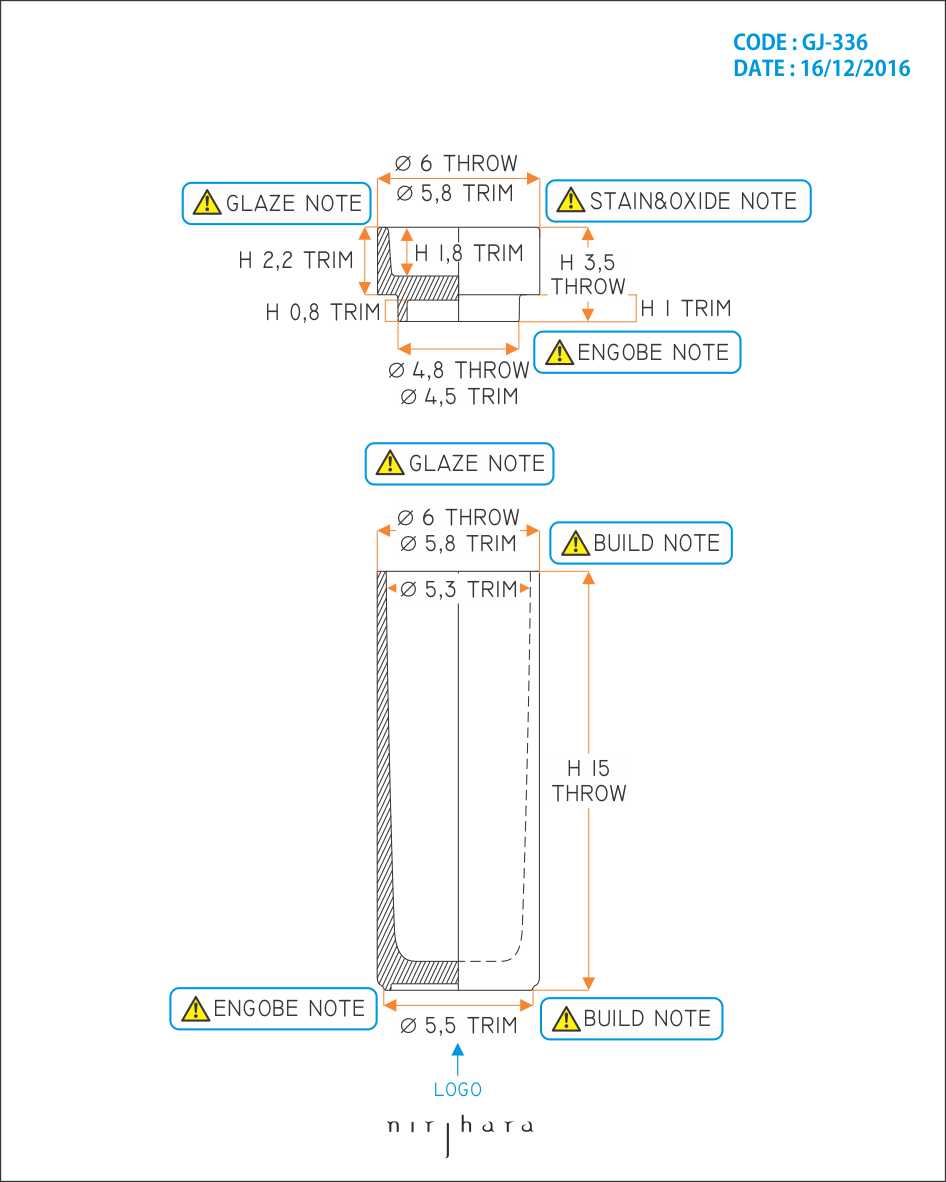 CODE : GJ-336
DATE : 16/12/2016
Ø 6 THROW
Ø 5,8 TRIM
GLAZE NOTE
STAIN&OXIDE NOTE
H 2,2 TRIM
H 1,8 TRIM
H 3,5
THROW
H 0,8 TRIM
H 1 TRIM
ENGOBE NOTE
Ø 4,8 THROW
Ø 4,5 TRIM
GLAZE NOTE
Ø 6 THROW
Ø 5,8 TRIM
BUILD NOTE
Ø 5,3 TRIM
H 15
THROW
ENGOBE NOTE
Ø 5,5 TRIM
BUILD NOTE
LOGO
nirjhara